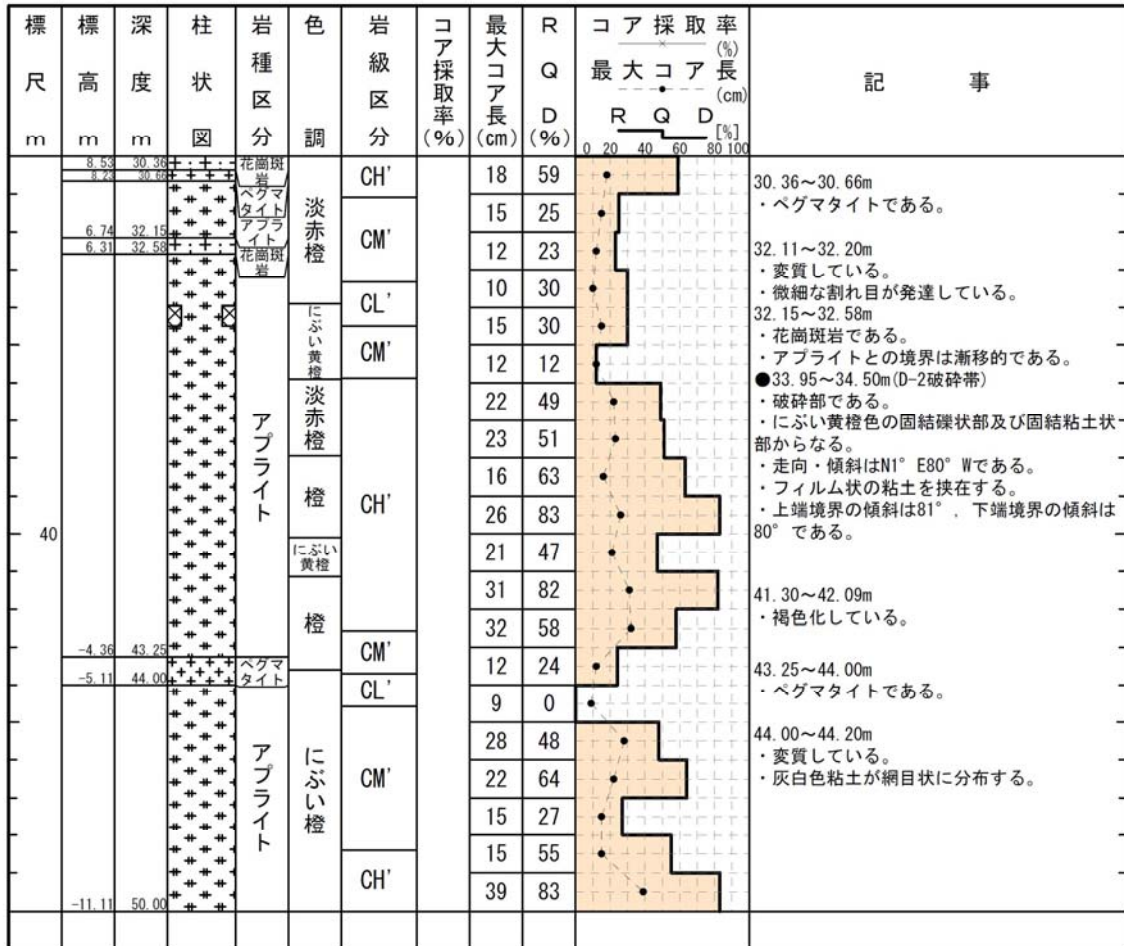 標尺 m
標高 m
深度 m
柱状図
岩種区分
色調
岩級区分
コア採取率(%)
最大コア長(cm)
RQD(%)
コア採取率
(%)
最大コア長
(cm)
RQD
[%]
0 20 40 60 80 100
記事
8.53 30.36
8.23 30.66
6.74 32.15
6.31 32.58
40
-4.36 43.25
-5.11 44.00
-11.11 50.00
花崗斑岩
ペグマタイト
アプライト
花崗斑岩
アプライト
ペグマタイト
アプライト
淡赤橙
にぶい黄橙
淡赤橙
橙
にぶい黄橙
橙
にぶい橙
CH'
CM'
CL'
CM'
CH'
CM'
CL'
CM'
CH'
18 59
15 25
12 23
10 30
15 30
12 12
22 49
23 51
16 63
26 83
21 47
31 82
32 58
12 24
9 0
28 48
22 64
15 27
15 55
39 83
30.36～30.66m
・ペグマタイトである。
32.11～32.20m
・変質している。
・微細な割れ目が発達している。
32.15～32.58m
・花崗斑岩である。
・アプライトとの境界は漸移的である。
●33.95～34.50m(D-2破砕帯)
・破砕部である。
・にぶい黄橙色の固結礫状部及び固結粘土状
部からなる。
・走向・傾斜はN1°E80°Wである。
・フィルム状の粘土を挟在する。
・上端境界の傾斜は81°，下端境界の傾斜は
80°である。
41.30～42.09m
・褐色化している。
43.25～44.00m
・ペグマタイトである。
44.00～44.20m
・変質している。
・灰白色粘土が網目状に分布する。